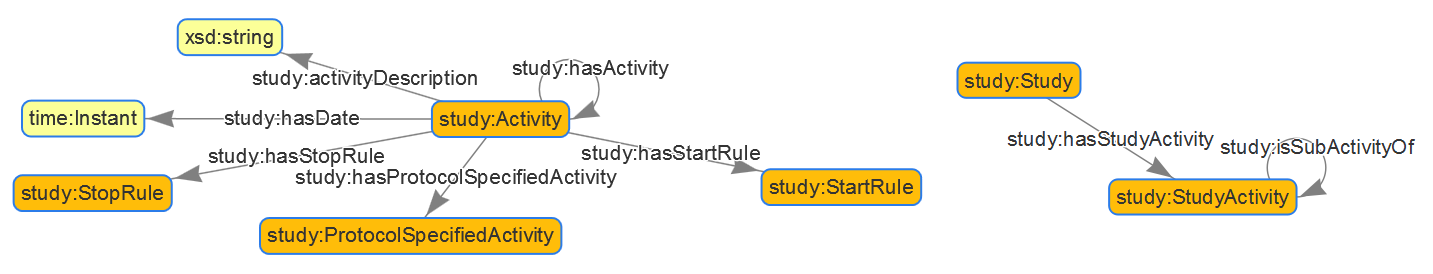 xsd:string
study:activityDescription
study:hasActivity
time:Instant
study:hasDate
study:Activity
study:hasStopRule
study:hasStartRule
study:hasProtocolSpecifiedActivity
study:StopRule
study:StartRule
study:ProtocolSpecifiedActivity
study:Study
study:hasStudyActivity
study:isSubActivityOf
study:StudyActivity